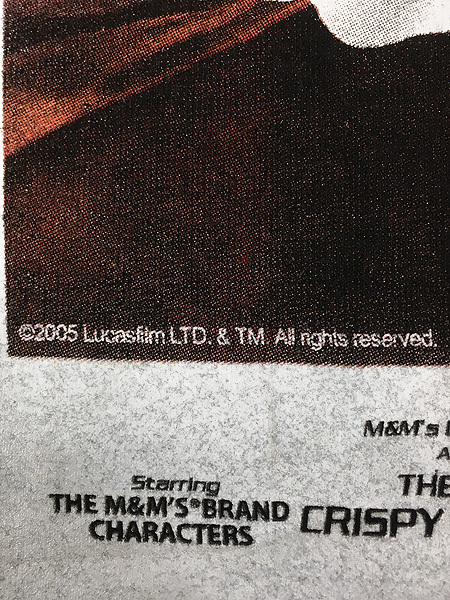 ©2005 Lucasfilm LTD. & TM. All rights reserved.
M&M's
Starring
THE
THE M&M'S® BRAND
CRISPY
CHARACTERS